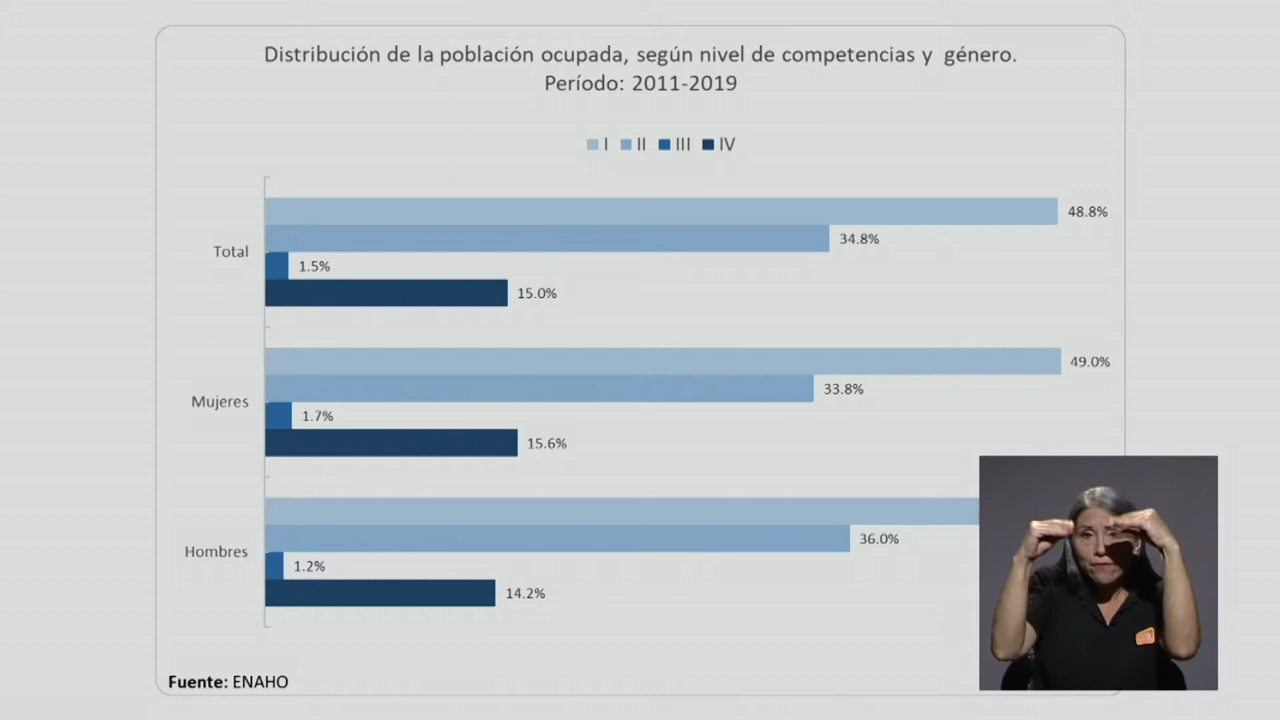 Distribución de la población ocupada, según nivel de competencias y género.
Período: 2011-2019
I II III IV
Total
48.8%
34.8%
1.5%
15.0%
Mujeres
49.0%
33.8%
1.7%
15.6%
Hombres
36.0%
1.2%
14.2%
Fuente: ENAHO